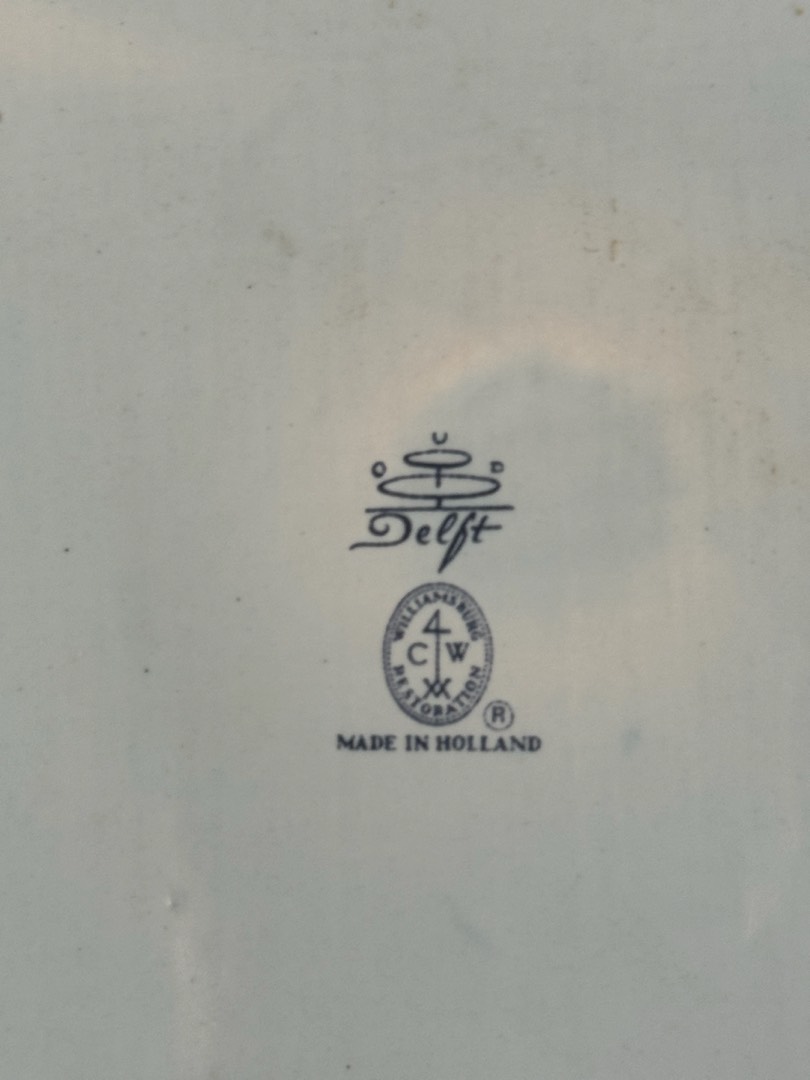 O U D
Delft
WILLIAMSBURG
C W
RESTORATION
®
MADE IN HOLLAND